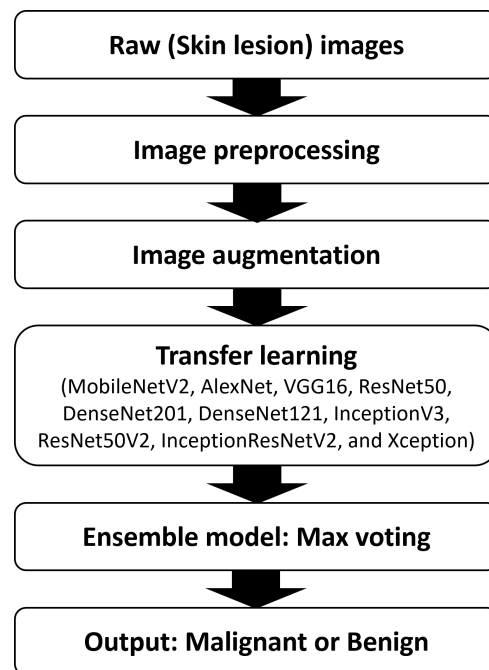 Raw (Skin lesion) images
Image preprocessing
Image augmentation
Transfer learning
(MobileNetV2, AlexNet, VGG16, ResNet50,
DenseNet201, DenseNet121, InceptionV3,
ResNet50V2, InceptionResNetV2, and Xception)
Ensemble model: Max voting
Output: Malignant or Benign